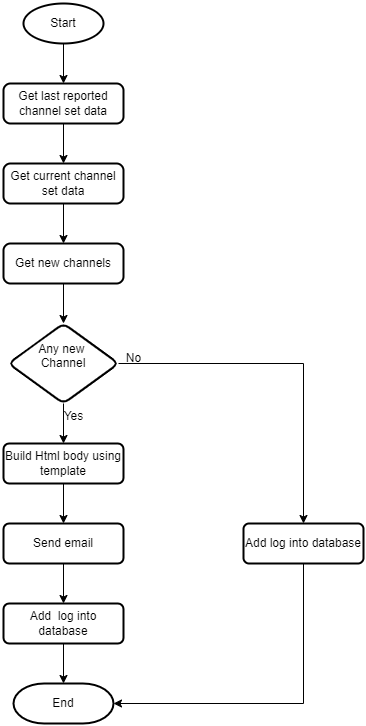 Start
Get last reported
channel set data
Get current channel
set data
Get new channels
Any new
Channel
No
Yes
Build Html body using
template
Send email
Add log into database
Add  log into
database
End